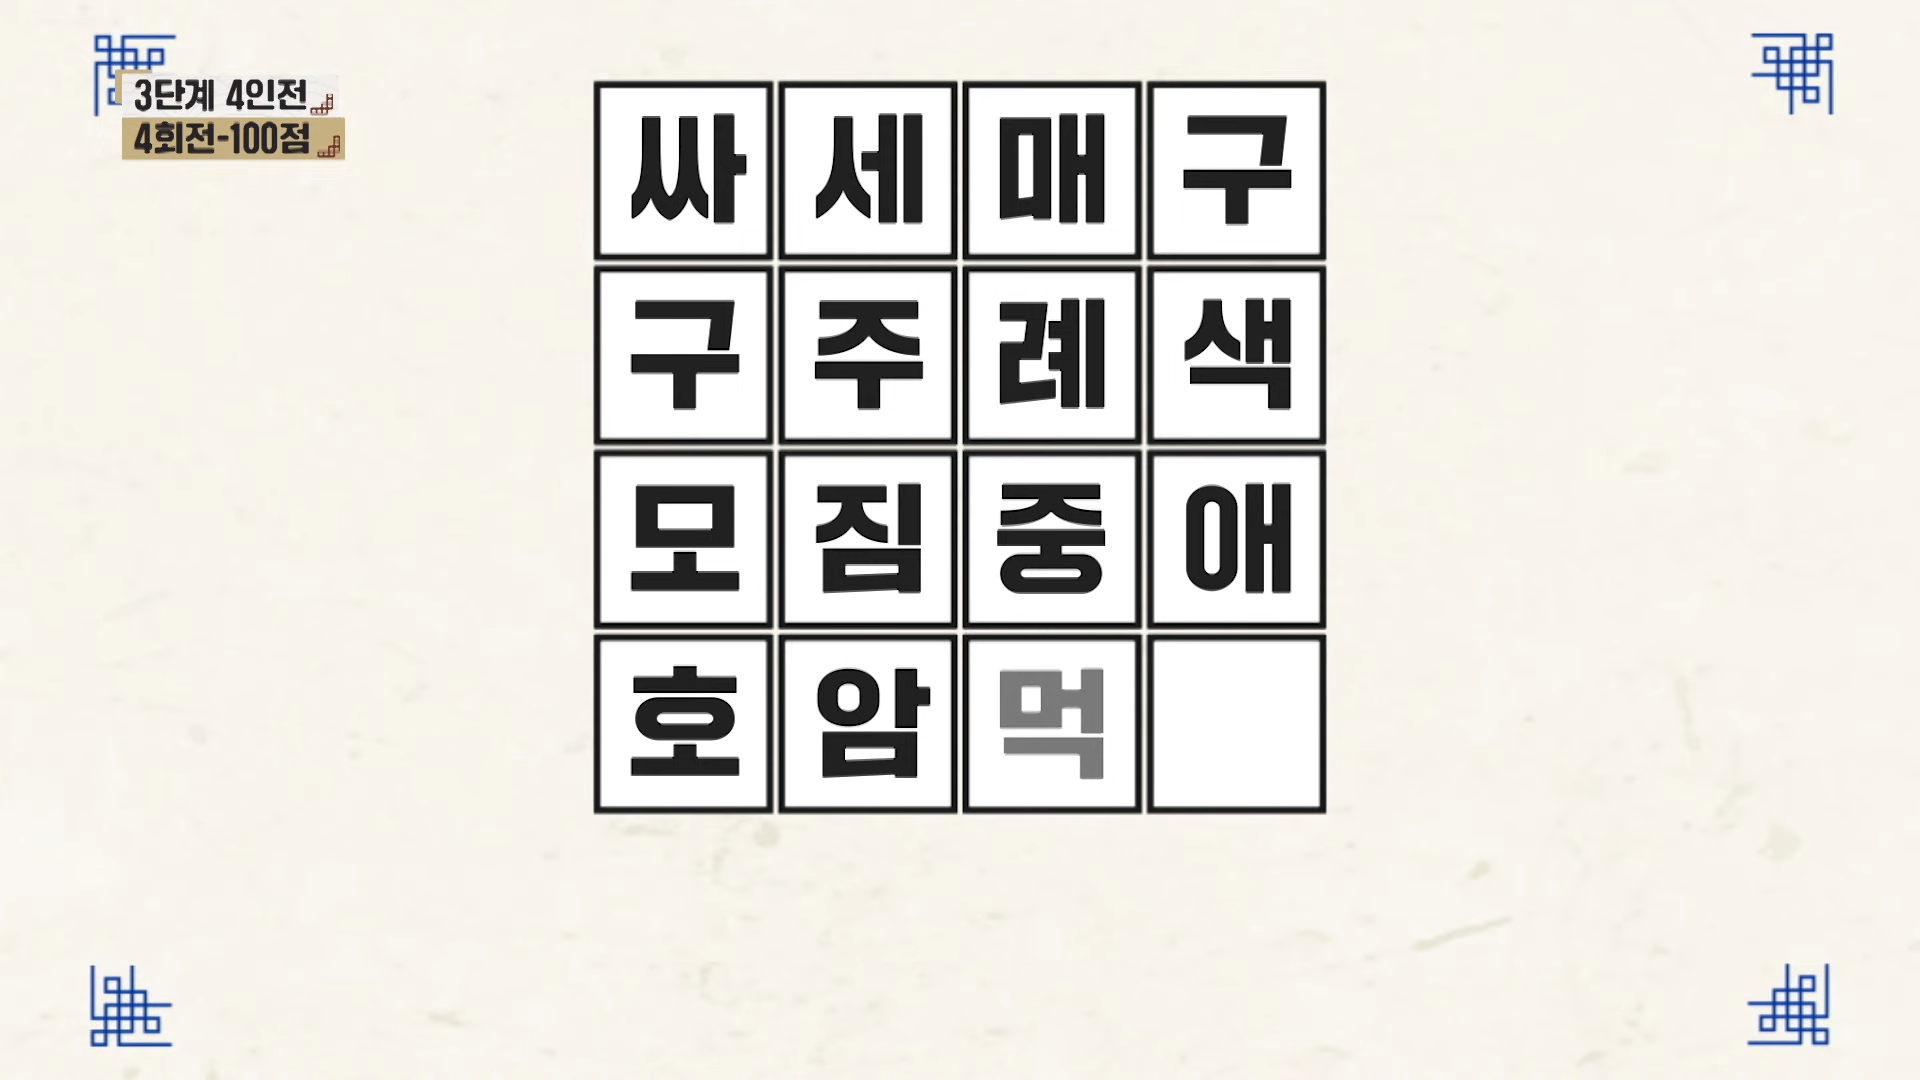 3단계 4인전
4회전-100점
싸 세 매 구
구 주 례 색
모 짐 중 애
호 암 먹